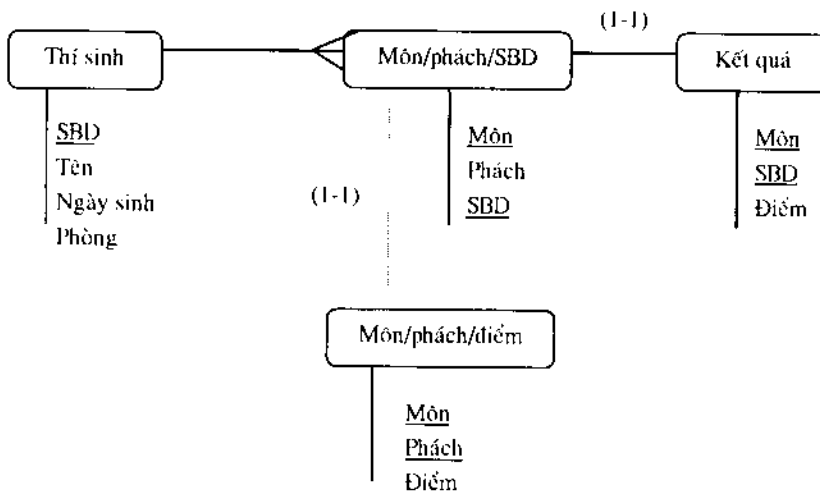 (1-1)
Thí sinh
Môn/phách/SBD
Kết quả
SBD
Tên
Ngày sinh
Phòng
Môn
Phách
SBD
Môn
SBD
Điểm
(1-1)
Môn/phách/điểm
Môn
Phách
Điểm